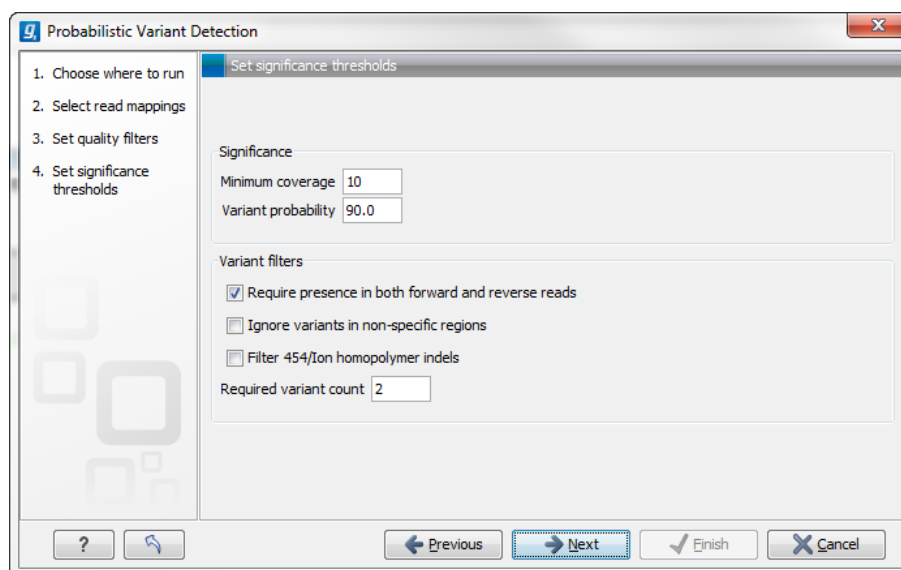 Probabilistic Variant Detection
1. Choose where to run
2. Select read mappings
3. Set quality filters
4. Set significance
thresholds
Set significance thresholds
Significance
Minimum coverage 10
Variant probability 90.0
Variant filters
Require presence in both forward and reverse reads
Ignore variants in non-specific regions
Filter 454/Ion homopolymer indels
Required variant count 2
? Previous Next Finish Cancel